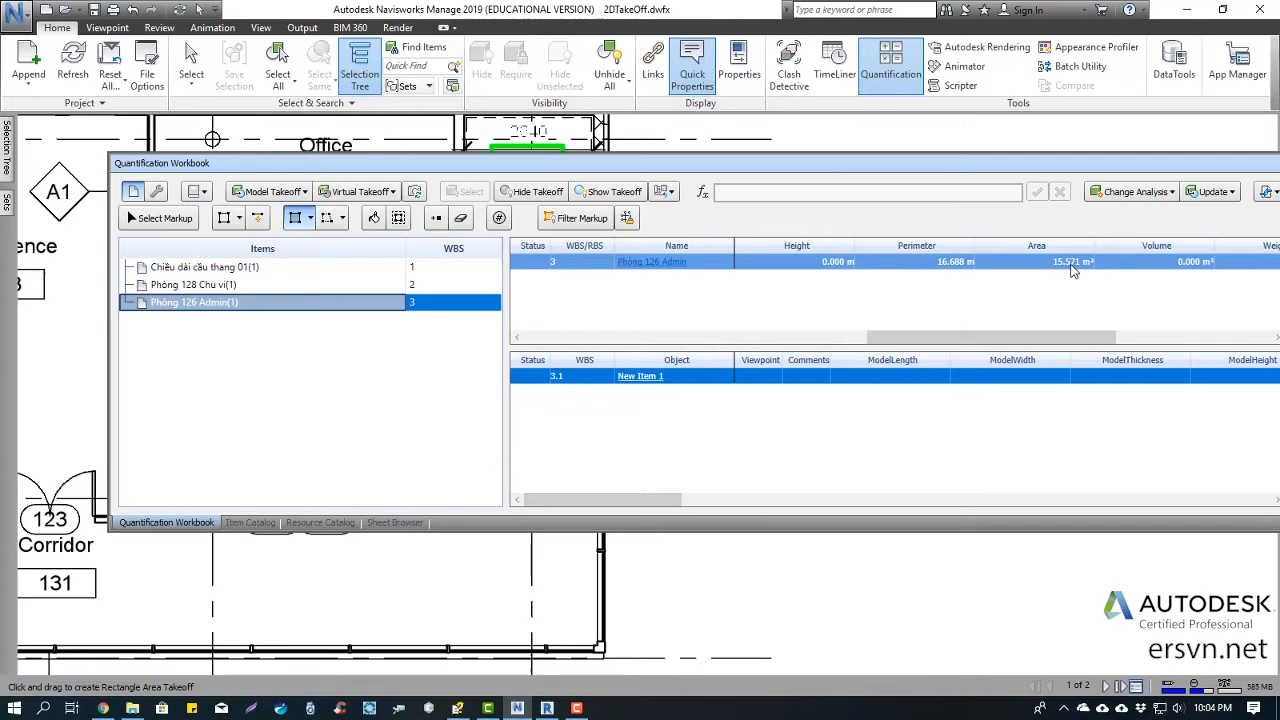 Autodesk Navisworks Manage 2019 (EDUCATIONAL VERSION) 2DTakeOff.dwfx
Type a keyword or phrase
Sign In
Home Viewpoint Review Animation View Output BIM 360 Render
Append
Refresh
Reset All...
File Options
Select
Save Selection
Select All
Select Same
Selection Tree
Find Items
Quick Find
Sets
Hide
Require
Hide Unselected
Unhide All
Links
Quick Properties
Properties
Clash Detective
TimeLiner
Quantification
Autodesk Rendering
Animator
Scripter
Appearance Profiler
Batch Utility
Compare
DataTools
App Manager
Project Select & Search Visibility Display Tools
Selection Tree
Sets
Office
A1
ence
3
123
Corridor
131
Quantification Workbook
Model Takeoff Virtual Takeoff Select Hide Takeoff Show Takeoff fx Change Analysis Update
Select Markup Filter Markup
Items WBS
Chiều dài cầu thang 01(1) 1
Phòng 128 Chu vi(1) 2
Phòng 126 Admin(1) 3
Status WBS/RBS Name Height Perimeter Area Volume Wei
3 Phòng 126 Admin 0.000 m 16.688 m 15.571 m² 0.000 m³
Status WBS Object Viewpoint Comments ModelLength ModelWidth ModelThickness ModelHeight
3.1 New Item 1
Quantification Workbook Item Catalog Resource Catalog Sheet Browser
AUTODESK
Certified Professional
ersvn.net
Click and drag to create Rectangle Area Takeoff
1 of 2
585 MB
10:04 PM